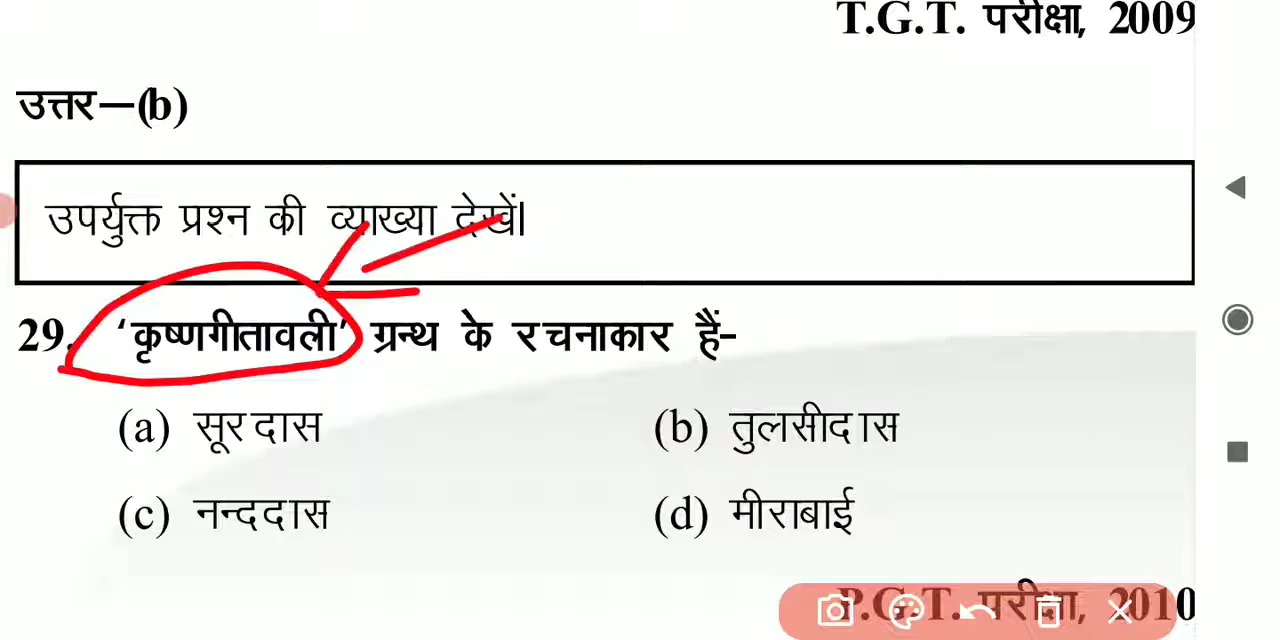 T.G.T. परीक्षा, 2009
उत्तर–(b)
उपर्युक्त प्रश्न की व्याख्या देखें।
29. 'कृष्णगीतावली' ग्रन्थ के रचनाकार हैं-
(a) सूरदास (b) तुलसीदास
(c) नन्ददास (d) मीराबाई
P.G.T. परीक्षा, 2010